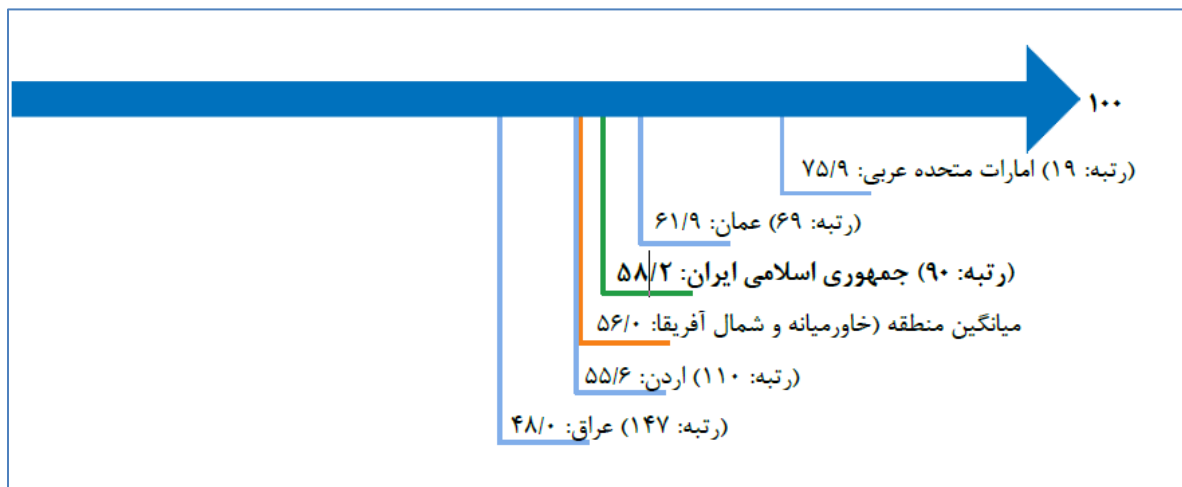 ۱۰۰
(رتبه: ۱۹) امارات متحده عربی: ۷۵/۹
(رتبه: ۶۹) عمان: ۶۱/۹
(رتبه: ۹۰) جمهوری اسلامی ایران: ۵۸/۲
میانگین منطقه (خاورمیانه و شمال آفریقا: ۵۶/۰
(رتبه: ۱۱۰) اردن: ۵۵/۶
(رتبه: ۱۴۷) عراق: ۴۸/۰